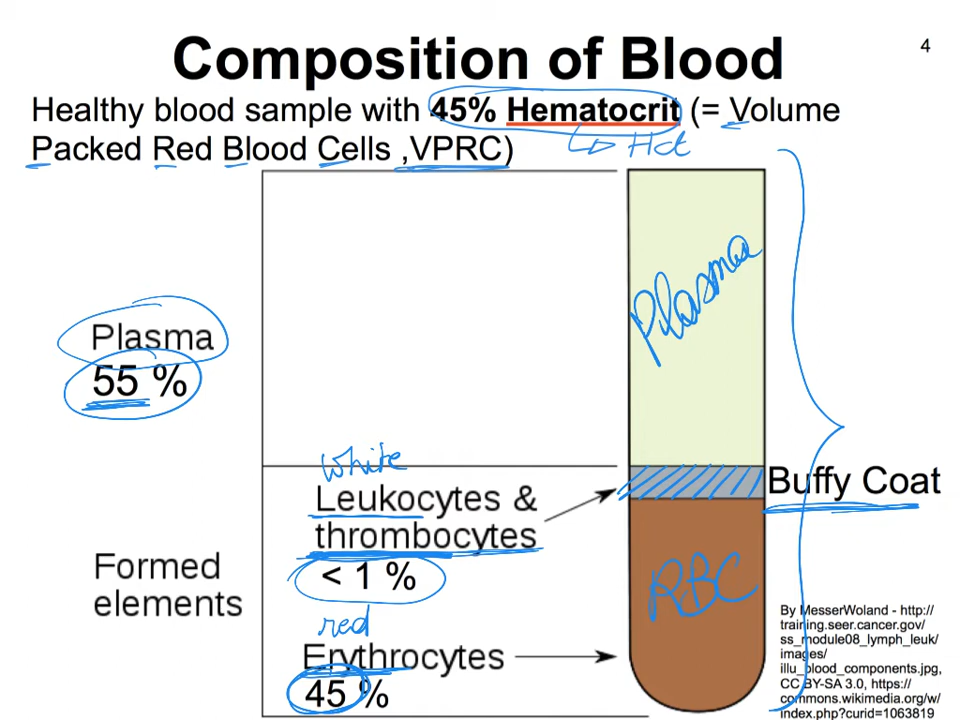 Composition of Blood
4
Healthy blood sample with 45% Hematocrit (= Volume
Packed Red Blood Cells ,VPRC)
Hct
Plasma
Plasma
55 %
white
Leukocytes &
thrombocytes
< 1 %
Buffy Coat
Formed
elements
red
Erythrocytes
45 %
RBC
By MesserWoland - http://
training.seer.cancer.gov/
ss_module08_lymph_leuk/
images/
illu_blood_components.jpg,
CC BY-SA 3.0, https://
commons.wikimedia.org/w/
index.php?curid=1063819